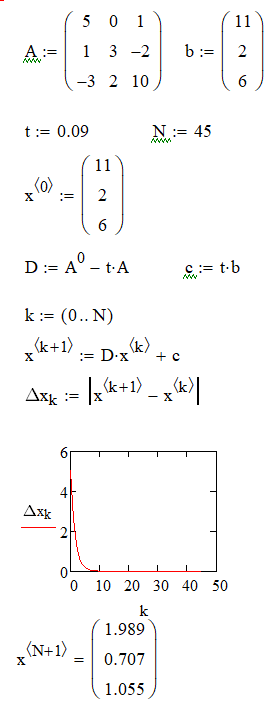 A := ( 5 0 1 b := ( 11
1 3 −2 2
−3 2 10 ) 6 )
t := 0.09 N := 45
x⟨0⟩ := ( 11
2
6 )
D := A⁰ − t·A c := t·b
k := (0 .. N)
x⟨k+1⟩ := D·x⟨k⟩ + c
Δxₖ := |x⟨k+1⟩ − x⟨k⟩|
6
4
Δxₖ
2
0
0 10 20 30 40 50
k
x⟨N+1⟩ = ( 1.989
0.707
1.055 )